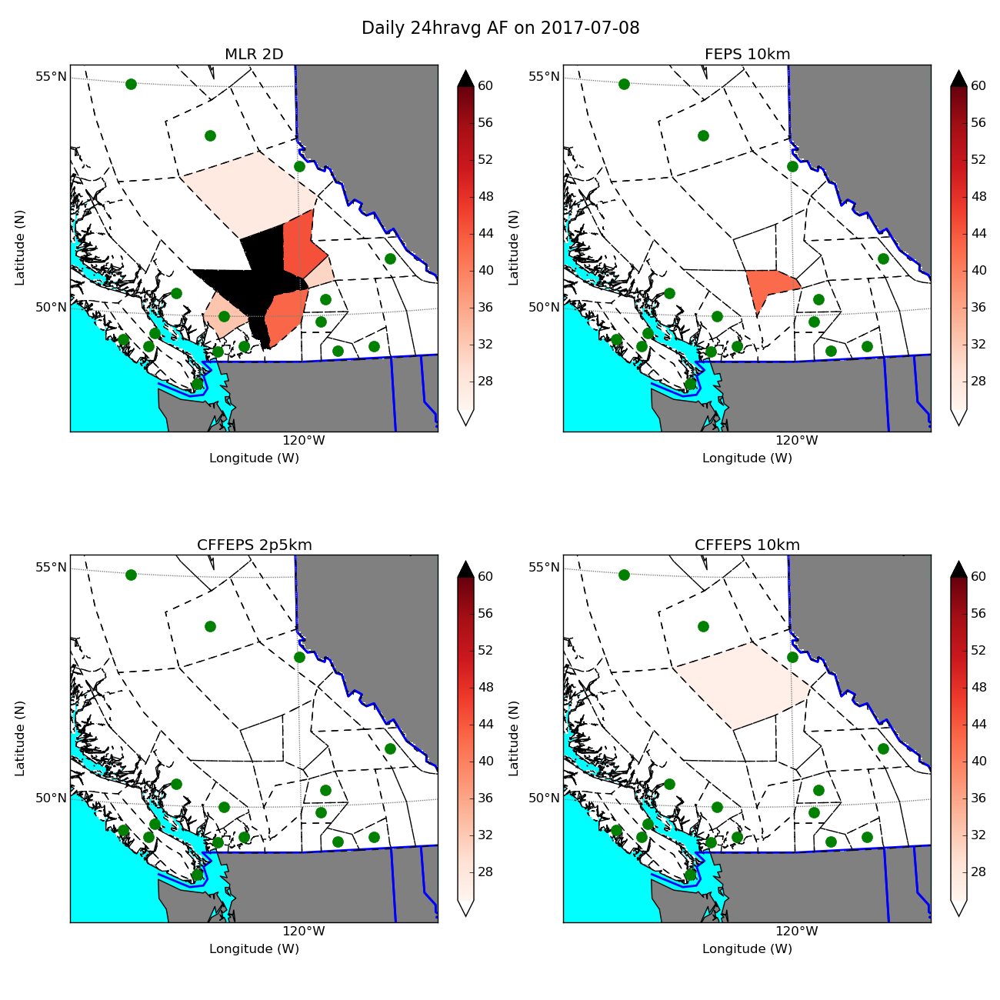 Daily 24hravg AF on 2017-07-08
MLR 2D
FEPS 10km
55°N
50°N
Latitude (N)
120°W
Longitude (W)
60
56
52
48
44
40
36
32
28
55°N
50°N
Latitude (N)
120°W
Longitude (W)
60
56
52
48
44
40
36
32
28
CFFEPS 2p5km
CFFEPS 10km
55°N
50°N
Latitude (N)
120°W
Longitude (W)
60
56
52
48
44
40
36
32
28
55°N
50°N
Latitude (N)
120°W
Longitude (W)
60
56
52
48
44
40
36
32
28